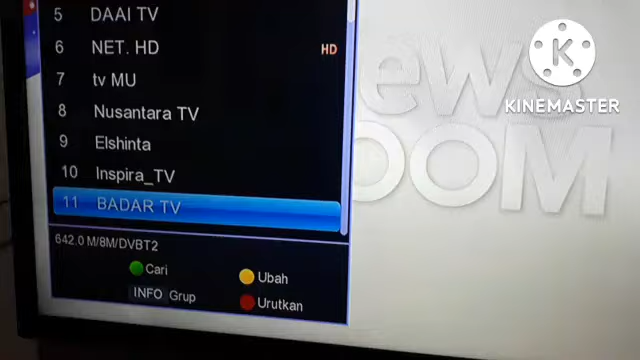 5 DAAI TV
6 NET. HD HD
7 tv MU
8 Nusantara TV
9 Elshinta
10 Inspira_TV
11 BADAR TV
642.0 M/8M/DVBT2
Cari
Ubah
INFO Grup
Urutkan
ews
OOM
K
KINEMASTER